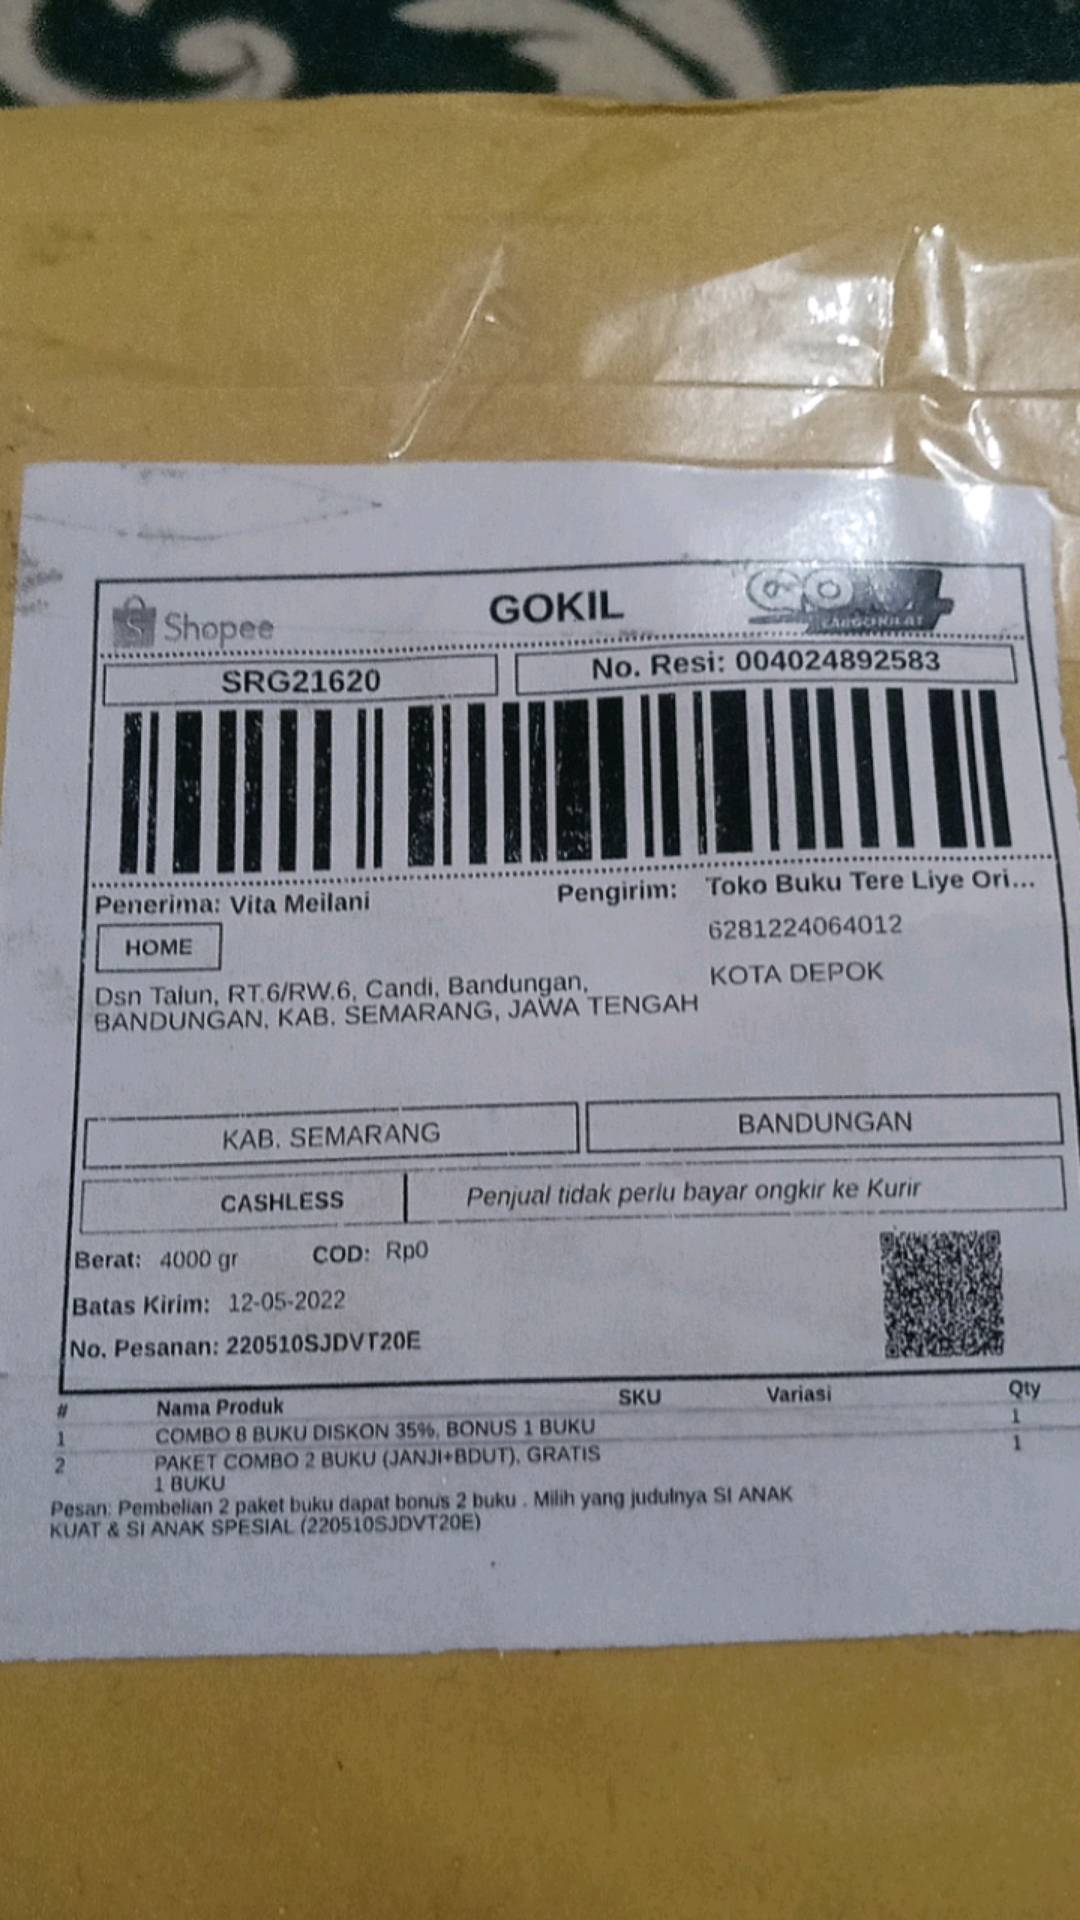 Shopee
GOKIL
SRG21620
No. Resi: 004024892583
Penerima: Vita Meilani
HOME
Dsn Talun, RT.6/RW.6, Candi, Bandungan,
BANDUNGAN, KAB. SEMARANG, JAWA TENGAH
Pengirim: Toko Buku Tere Liye Ori...
6281224064012
KOTA DEPOK
KAB. SEMARANG
BANDUNGAN
CASHLESS
Penjual tidak perlu bayar ongkir ke Kurir
Berat: 4000 gr COD: Rp0
Batas Kirim: 12-05-2022
No. Pesanan: 220510SJDVT20E
# Nama Produk SKU Variasi Qty
1 COMBO 8 BUKU DISKON 35%, BONUS 1 BUKU 1
2 PAKET COMBO 2 BUKU (JANJI+BDUT), GRATIS 1
1 BUKU
Pesan: Pembelian 2 paket buku dapat bonus 2 buku . Milih yang judulnya SI ANAK
KUAT & SI ANAK SPESIAL (220510SJDVT20E)